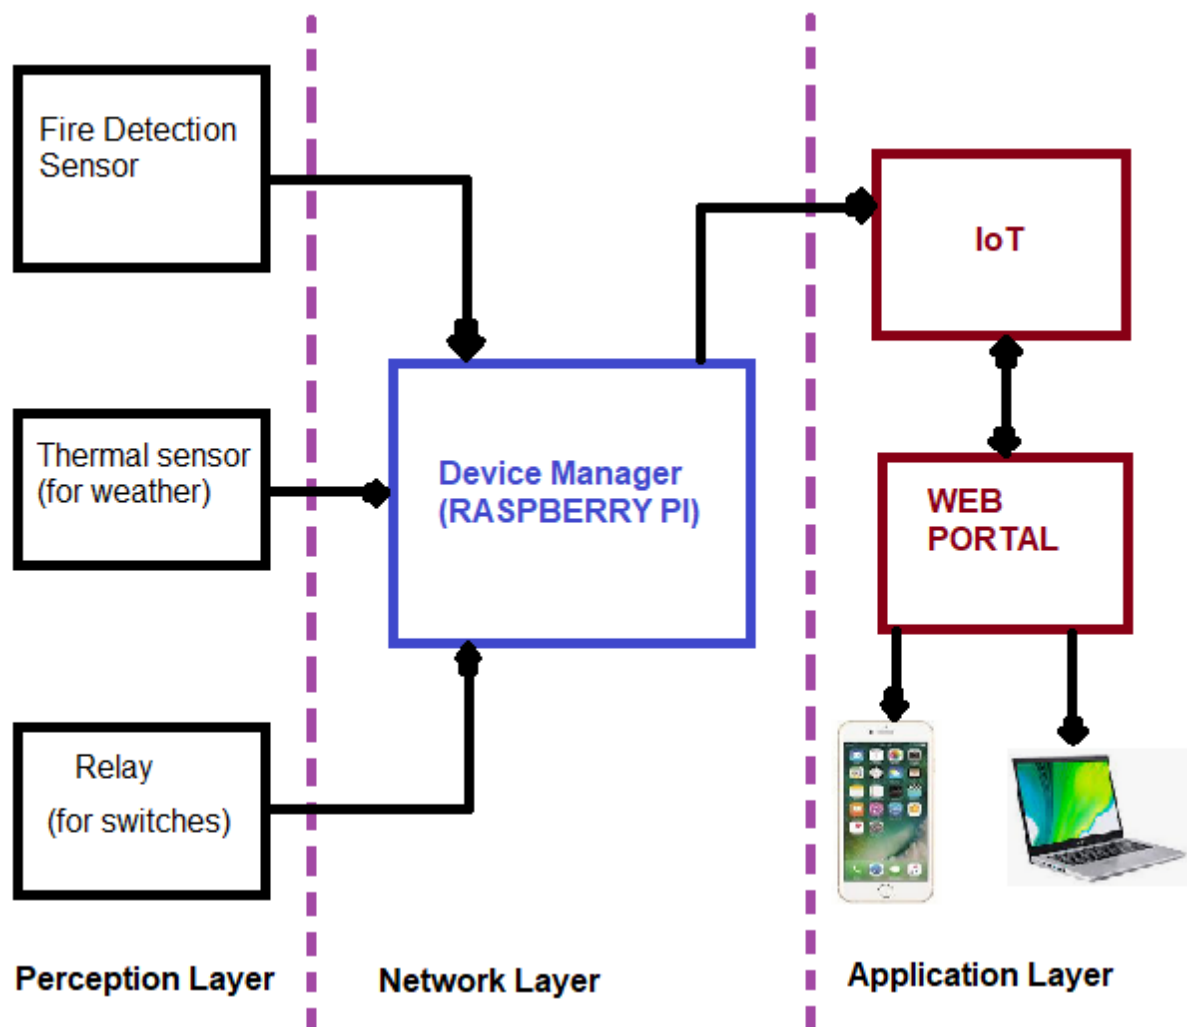 Fire Detection
Sensor
Thermal sensor
(for weather)
Relay
(for switches)
Device Manager
(RASPBERRY PI)
IoT
WEB
PORTAL
Perception Layer
Network Layer
Application Layer